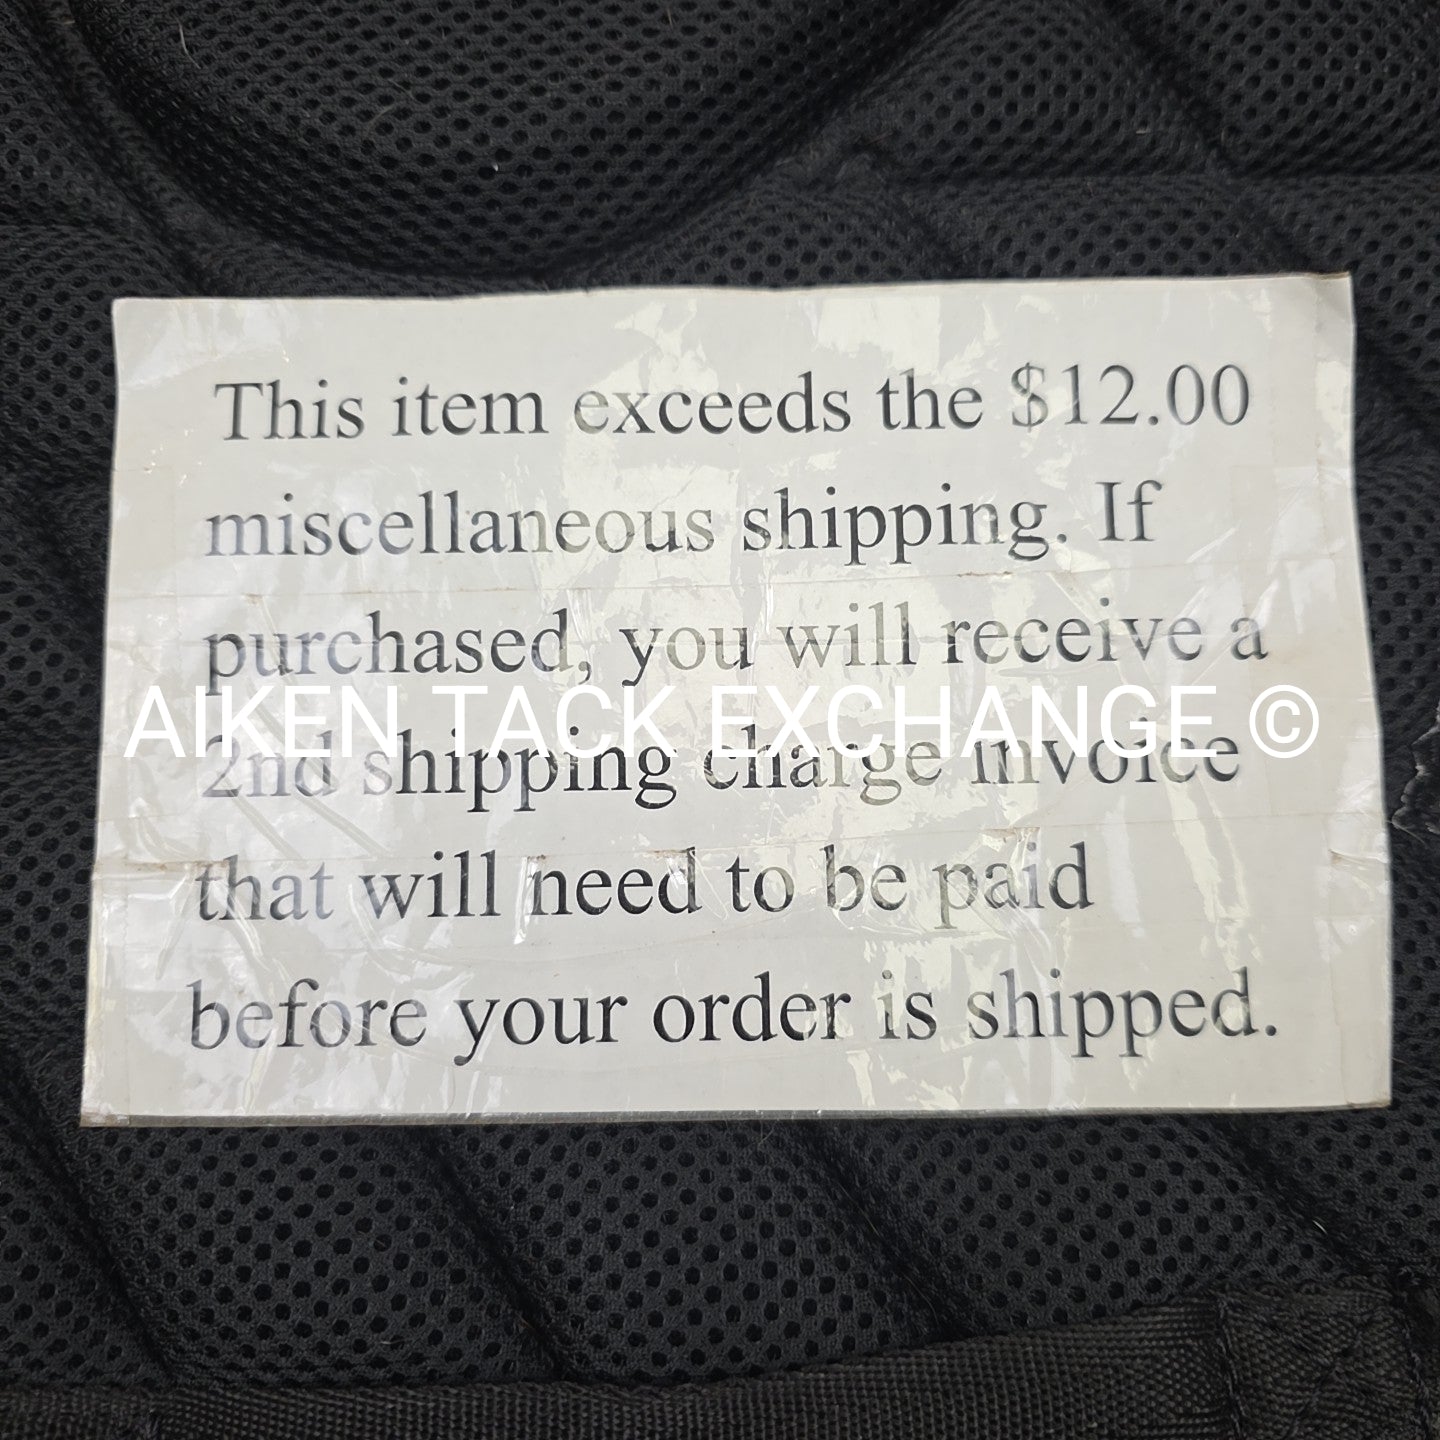 This item exceeds the $12.00
miscellaneous shipping. If
purchased, you will receive a
AIKEN TACK EXCHANGE ©
2nd shipping charge invoice
that will need to be paid
before your order is shipped.